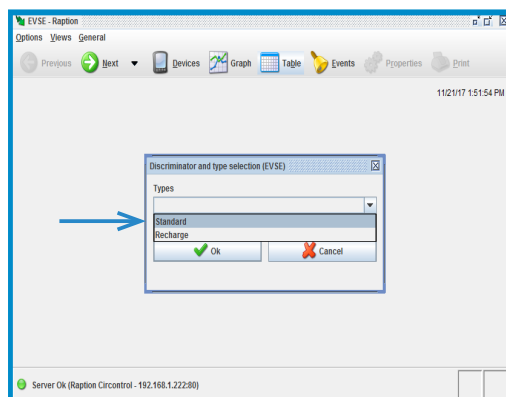 EVSE - Raption
Options Views General
Previous Next Devices Graph Table Events Properties Print
11/21/17 1:51:54 PM
Discriminator and type selection (EVSE)
Types
Standard
Recharge
Ok Cancel
Server Ok (Raption Circontrol - 192.168.1.222:80)